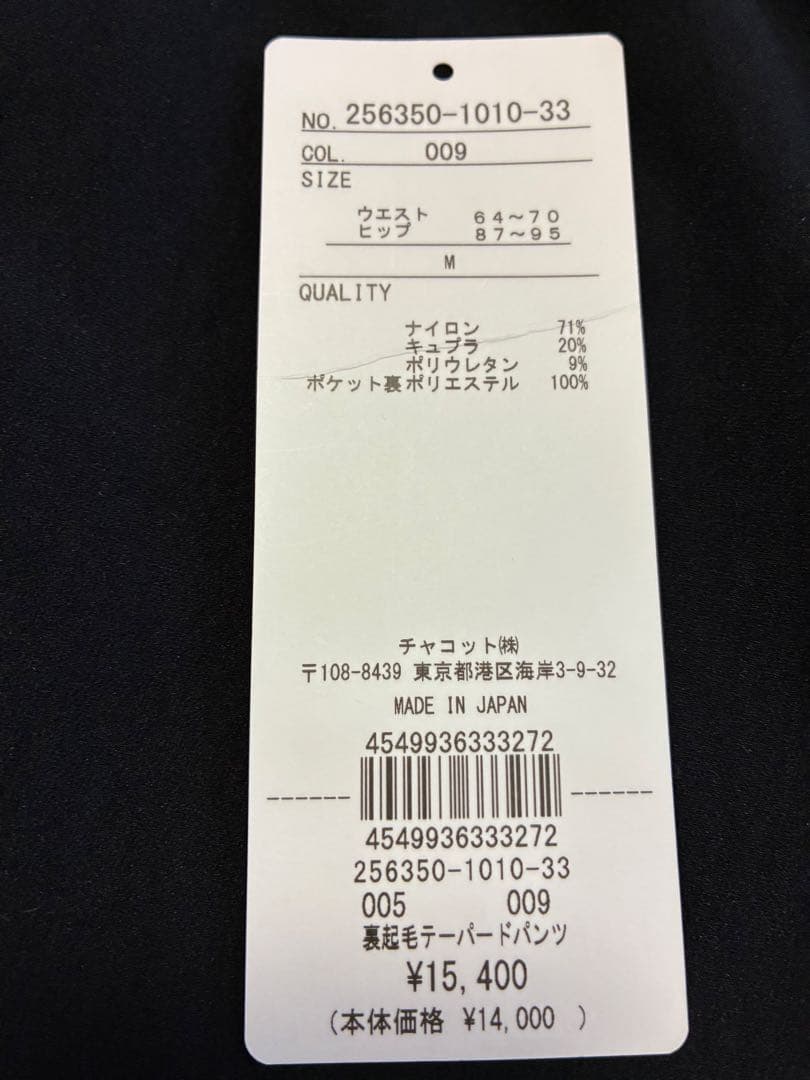 NO. 256350-1010-33
COL. 009
SIZE
ウエスト 64~70
ヒップ 87~95
M
QUALITY
ナイロン 71%
キュプラ 20%
ポリウレタン 9%
ポケット裏 ポリエステル 100%
チャコット㈱
〒108-8439 東京都港区海岸3-9-32
MADE IN JAPAN
4549936333272
4549936333272
256350-1010-33
005 009
裏起毛テーパードパンツ
¥15,400
(本体価格 ¥14,000 )